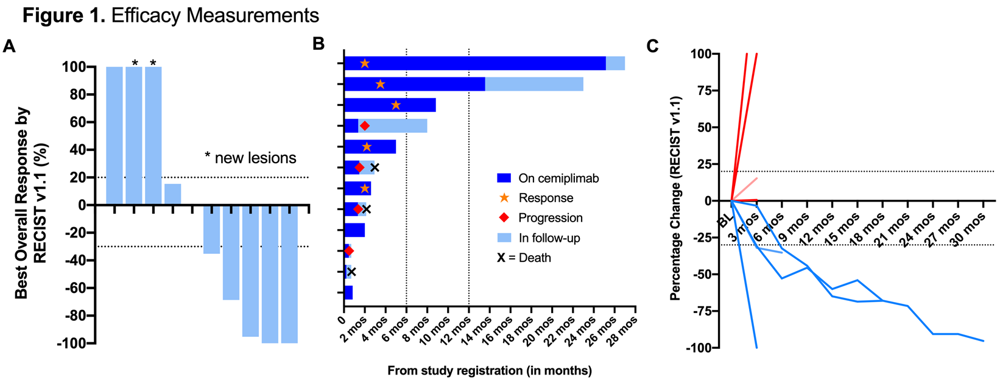 Figure 1. Efficacy Measurements
A
Best Overall Response by
RECIST v1.1 (%)
100
80
60
40
20
0
-20
-40
-60
-80
-100
* *
* new lesions
B
On cemiplimab
Response
Progression
In follow-up
X = Death
0
2 mos
4 mos
6 mos
8 mos
10 mos
12 mos
14 mos
16 mos
18 mos
20 mos
22 mos
24 mos
26 mos
28 mos
From study registration (in months)
C
Percentage Change (RECIST v1.1)
100
75
50
25
0
-25
-50
-75
-100
BL
3 mos
6 mos
9 mos
12 mos
15 mos
18 mos
21 mos
24 mos
27 mos
30 mos